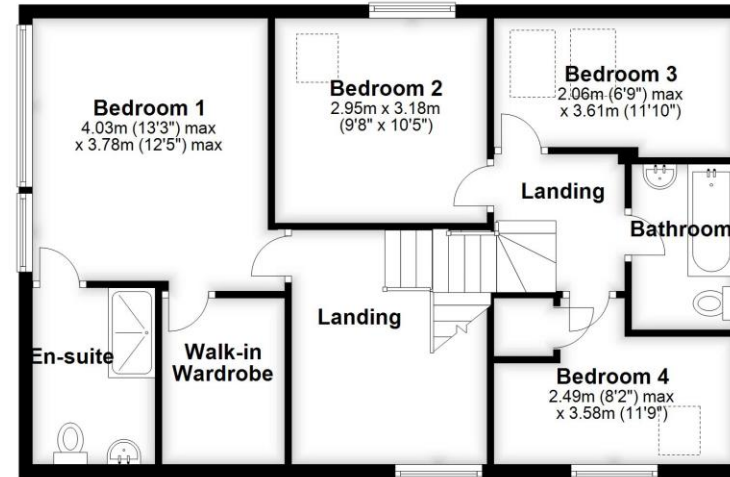 Bedroom 1
4.03m (13'3") max
x 3.78m (12'5") max
Bedroom 2
2.95m x 3.18m
(9'8" x 10'5")
Bedroom 3
2.06m (6'9") max
x 3.61m (11'10")
Landing
Bathroom
Landing
En-suite
Walk-in
Wardrobe
Bedroom 4
2.49m (8'2") max
x 3.58m (11'9")